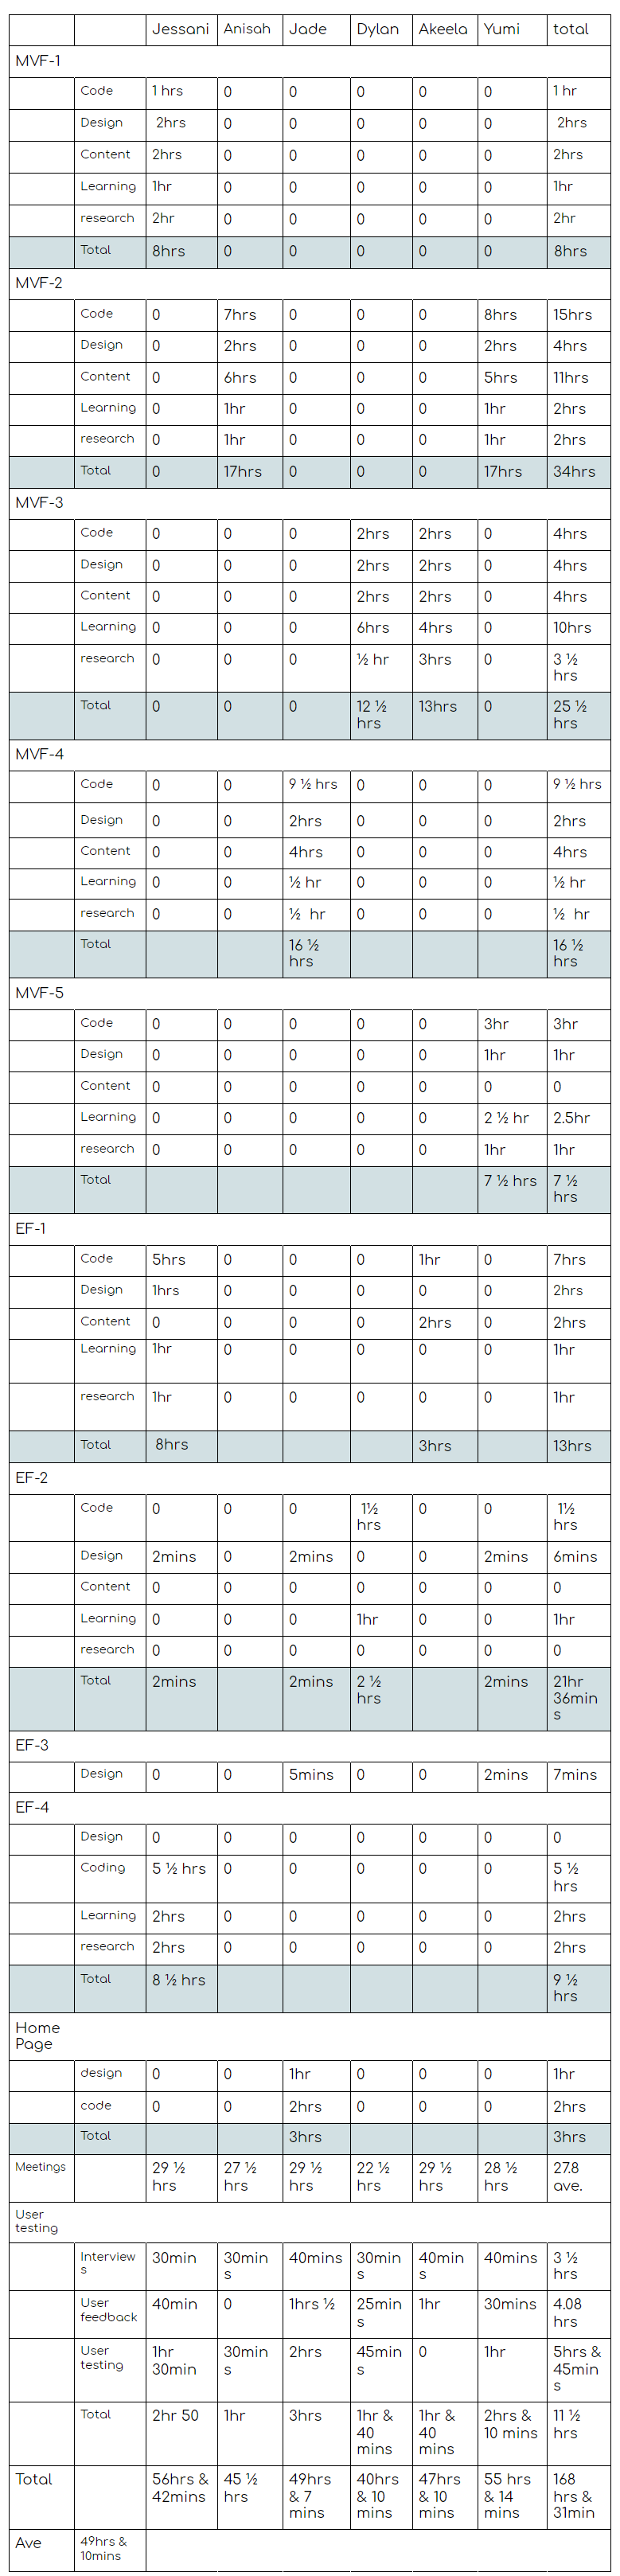 Jessani Anisah Jade Dylan Akeela Yumi total
MVF-1
Code 1 hrs 0 0 0 0 0 1 hr
Design 2hrs 0 0 0 0 0 2hrs
Content 2hrs 0 0 0 0 0 2hrs
Learning 1hr 0 0 0 0 0 1hr
research 2hr 0 0 0 0 0 2hr
Total 8hrs 0 0 0 0 0 8hrs
MVF-2
Code 0 7hrs 0 0 0 8hrs 15hrs
Design 0 2hrs 0 0 0 2hrs 4hrs
Content 0 6hrs 0 0 0 5hrs 11hrs
Learning 0 1hr 0 0 0 1hr 2hrs
research 0 1hr 0 0 0 1hr 2hrs
Total 0 17hrs 0 0 0 17hrs 34hrs
MVF-3
Code 0 0 0 2hrs 2hrs 0 4hrs
Design 0 0 0 2hrs 2hrs 0 4hrs
Content 0 0 0 2hrs 2hrs 0 4hrs
Learning 0 0 0 6hrs 4hrs 0 10hrs
research 0 0 0 ½ hr 3hrs 0 3 ½
hrs
Total 0 0 0 12 ½ 13hrs 0 25 ½
hrs hrs
MVF-4
Code 0 0 9 ½ hrs 0 0 0 9 ½ hrs
Design 0 0 2hrs 0 0 0 2hrs
Content 0 0 4hrs 0 0 0 4hrs
Learning 0 0 ½ hr 0 0 0 ½ hr
research 0 0 ½ hr 0 0 0 ½ hr
Total 16 ½ 16 ½
hrs hrs
MVF-5
Code 0 0 0 0 0 3hr 3hr
Design 0 0 0 0 0 1hr 1hr
Content 0 0 0 0 0 0 0
Learning 0 0 0 0 0 2 ½ hr 2.5hr
research 0 0 0 0 0 1hr 1hr
Total 7 ½ hrs 7 ½
hrs
EF-1
Code 5hrs 0 0 0 1hr 0 7hrs
Design 1hrs 0 0 0 0 0 2hrs
Content 0 0 0 0 2hrs 0 2hrs
Learning 1hr 0 0 0 0 0 1hr
research 1hr 0 0 0 0 0 1hr
Total 8hrs 3hrs 13hrs
EF-2
Code 0 0 0 1½ 0 0 1½
hrs hrs
Design 2mins 0 2mins 0 0 2mins 6mins
Content 0 0 0 0 0 0 0
Learning 0 0 0 1hr 0 0 1hr
research 0 0 0 0 0 0 0
Total 2mins 2mins 2 ½ 2mins 21hr
hrs 36min
s
EF-3
Design 0 0 5mins 0 0 2mins 7mins
EF-4
Design 0 0 0 0 0 0 0
Coding 5 ½ hrs 0 0 0 0 0 5 ½
hrs
Learning 2hrs 0 0 0 0 0 2hrs
research 2hrs 0 0 0 0 0 2hrs
Total 8 ½ hrs 9 ½
hrs
Home
Page
design 0 0 1hr 0 0 0 1hr
code 0 0 2hrs 0 0 0 2hrs
Total 3hrs 3hrs
Meetings 29 ½ 27 ½ 29 ½ 22 ½ 29 ½ 28 ½ 27.8
hrs hrs hrs hrs hrs hrs ave.
User
testing
Interview 30min 30min 40mins 30min 40min 40mins 3 ½
s s s s hrs
User 40min 0 1hrs ½ 25min 1hr 30mins 4.08
feedback s hrs
User 1hr 30min 2hrs 45min 0 1hr 5hrs &
testing 30min s s 45min
s
Total 2hr 50 1hr 3hrs 1hr & 1hr & 2hrs & 11 ½
40 40 10 mins hrs
mins mins
Total 56hrs & 45 ½ 49hrs 40hrs 47hrs 55 hrs 168
42mins hrs & 7 & 10 & 10 & 14 hrs &
mins mins mins mins 31min
Ave 49hrs &
10mins